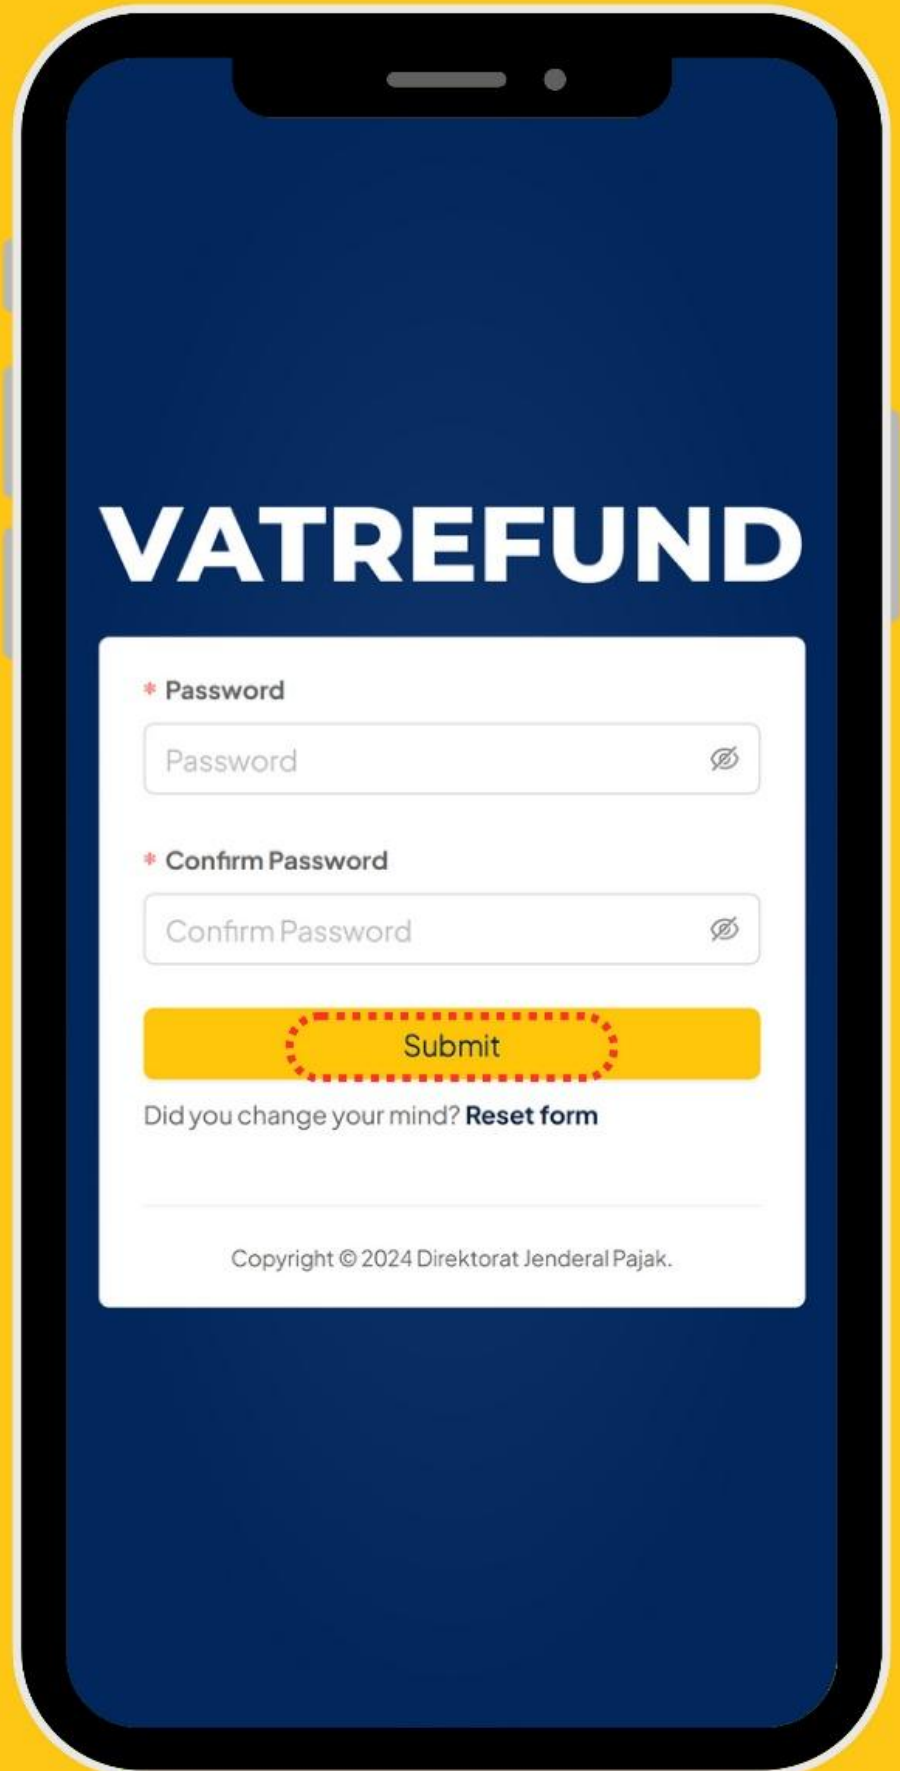 VATREFUND
* Password
Password
* Confirm Password
Confirm Password
Submit
Did you change your mind? Reset form
Copyright © 2024 Direktorat Jenderal Pajak.